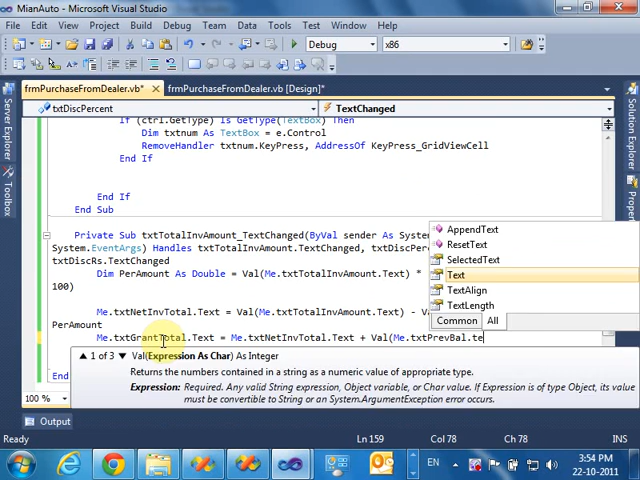 MianAuto - Microsoft Visual Studio
File Edit View Project Build Debug Team Data Tools Test Window Help
Debug x86
frmPurchaseFromDealer.vb* frmPurchaseFromDealer.vb [Design]*
txtDiscPercent TextChanged
If (ctrl.GetType) Is GetType(TextBox) Then
Dim txtnum As TextBox = e.Control
RemoveHandler txtnum.KeyPress, AddressOf KeyPress_GridViewCell
End If
End If
End Sub
Private Sub txtTotalInvAmount_TextChanged(ByVal sender As System
System.EventArgs) Handles txtTotalInvAmount.TextChanged, txtDiscPer
txtDiscRs.TextChanged
Dim PerAmount As Double = Val(Me.txtTotalInvAmount.Text) *
100)
Me.txtNetInvTotal.Text = Val(Me.txtTotalInvAmount.Text) - V
PerAmount
Me.txtGrantTotal.Text = Me.txtNetInvTotal.Text + Val(Me.txtPrevBal.te
AppendText
ResetText
SelectedText
Text
TextAlign
TextLength
Common All
1 of 3 Val(Expression As Char) As Integer
Returns the numbers contained in a string as a numeric value of appropriate type.
Expression: Required. Any valid String expression, Object variable, or Char value. If Expression is of type Object, its value
must be convertible to String or an System.ArgumentException error occurs.
End
100 %
Output
Ready Ln 159 Col 78 Ch 78 INS
Server Explorer
Toolbox
Solution Explorer
EN
3:54 PM
22-10-2011